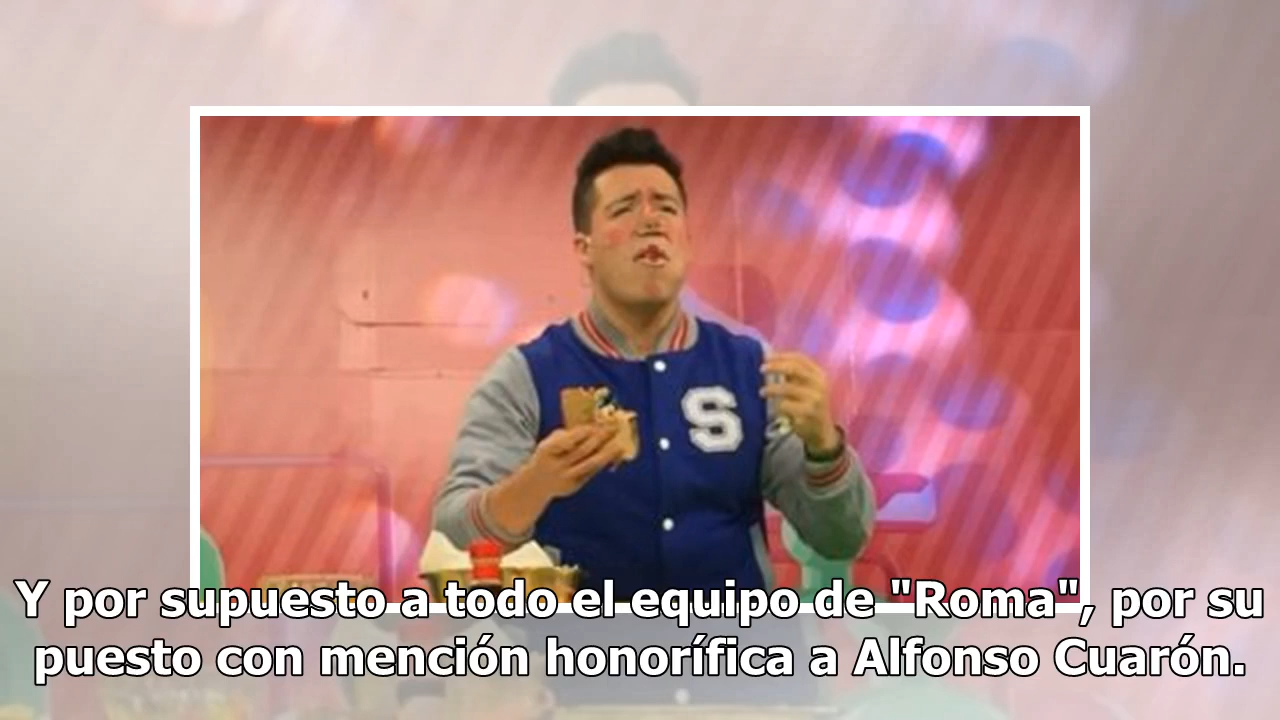 S
Y por supuesto a todo el equipo de "Roma", por su
puesto con mención honorífica a Alfonso Cuarón.